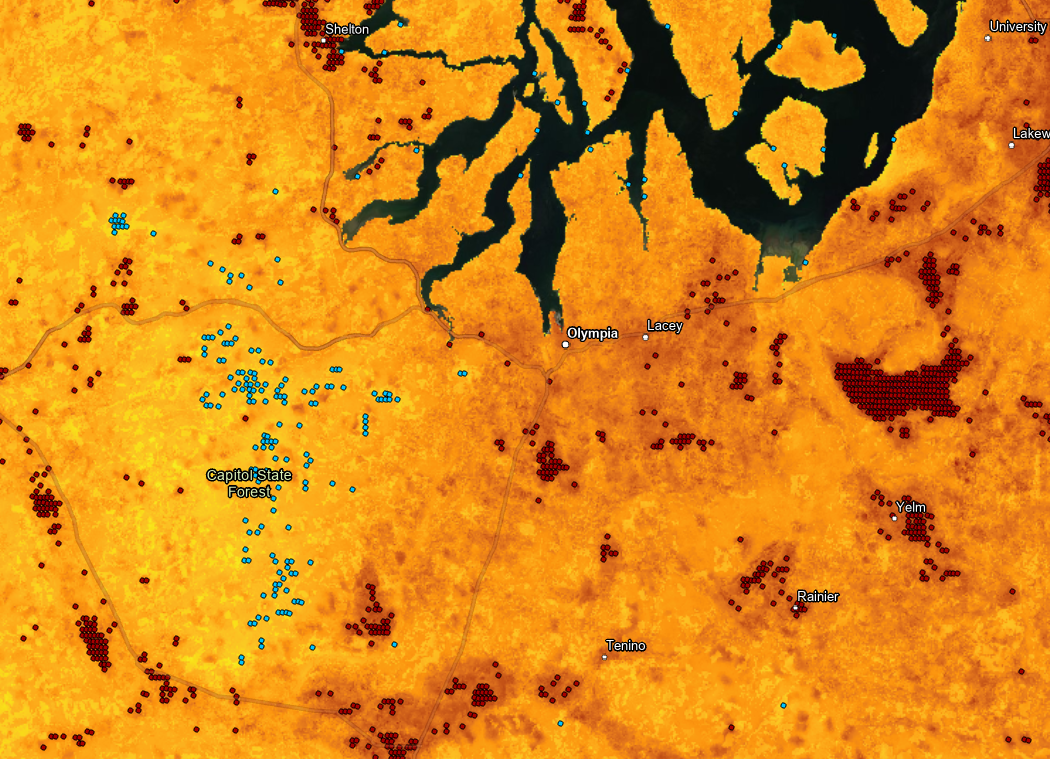 University
Shelton
Lakew
Olympia
Lacey
Capitol State
Forest
Yelm
Rainier
Tenino